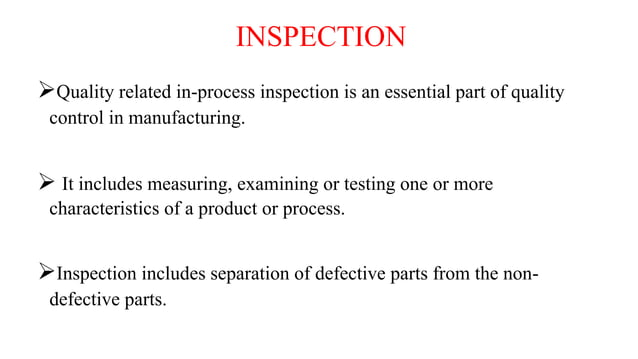 INSPECTION
➢Quality related in-process inspection is an essential part of quality
control in manufacturing.
➢ It includes measuring, examining or testing one or more
characteristics of a product or process.
➢Inspection includes separation of defective parts from the non-
defective parts.